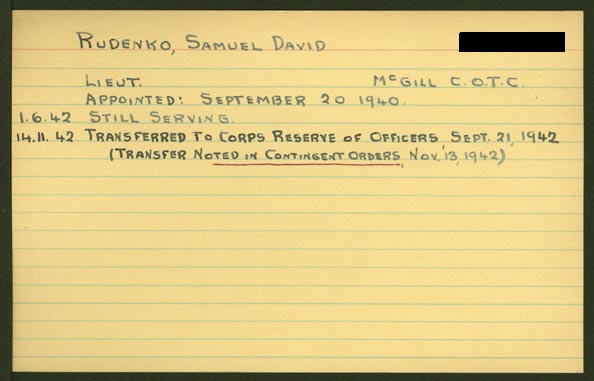 RUDENKO, SAMUEL DAVID
LIEUT. McGILL C.O.T.C.
APPOINTED: SEPTEMBER 20 1940.
1.6.42 STILL SERVING.
14.11.42 TRANSFERRED TO CORPS RESERVE OF OFFICERS, SEPT. 21, 1942
(TRANSFER NOTED IN CONTINGENT ORDERS, NOV. 13, 1942)